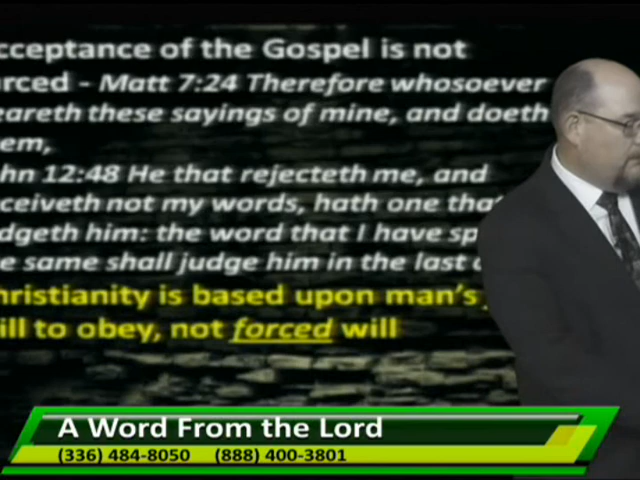 cceptance of the Gospel is not
rced - Matt 7:24 Therefore whosoever
eareth these sayings of mine, and doeth
em,
hn 12:48 He that rejecteth me, and
ceiveth not my words, hath one tha
dgeth him: the word that I have sp
e same shall judge him in the last d
hristianity is based upon man's
ill to obey, not forced will
A Word From the Lord
(336) 484-8050 (888) 400-3801